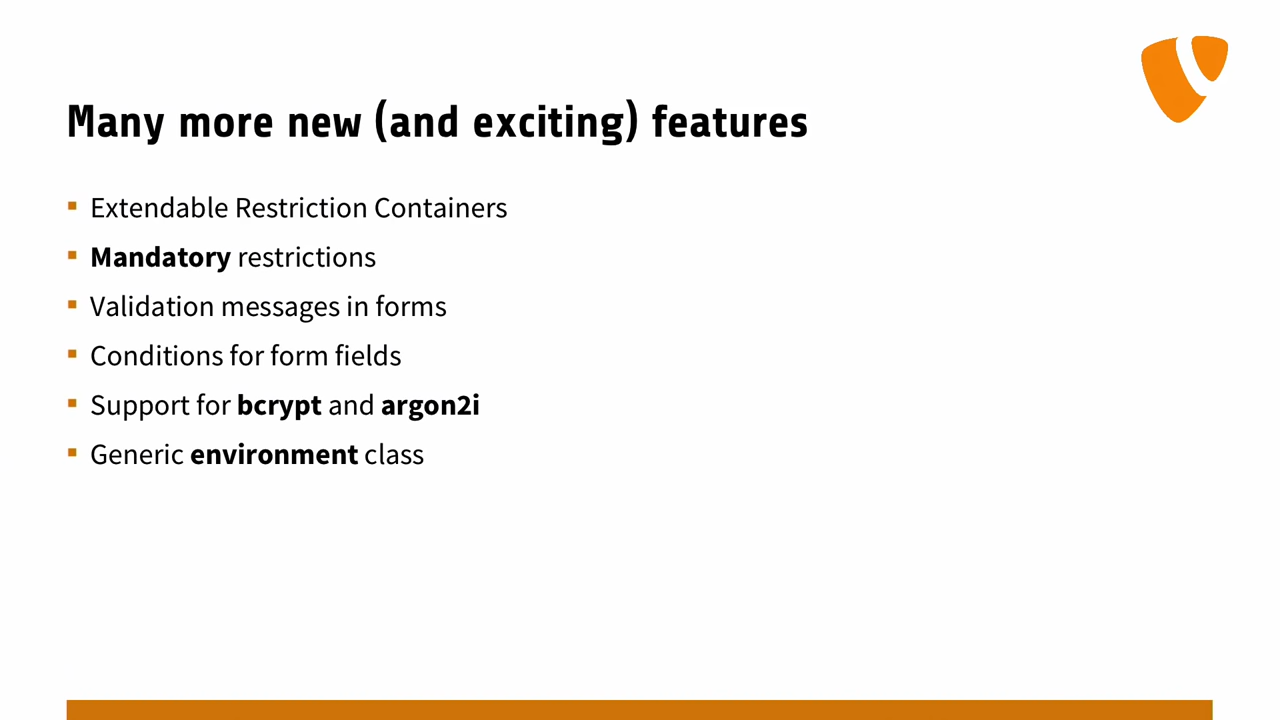 Many more new (and exciting) features
Extendable Restriction Containers
Mandatory restrictions
Validation messages in forms
Conditions for form fields
Support for bcrypt and argon2i
Generic environment class